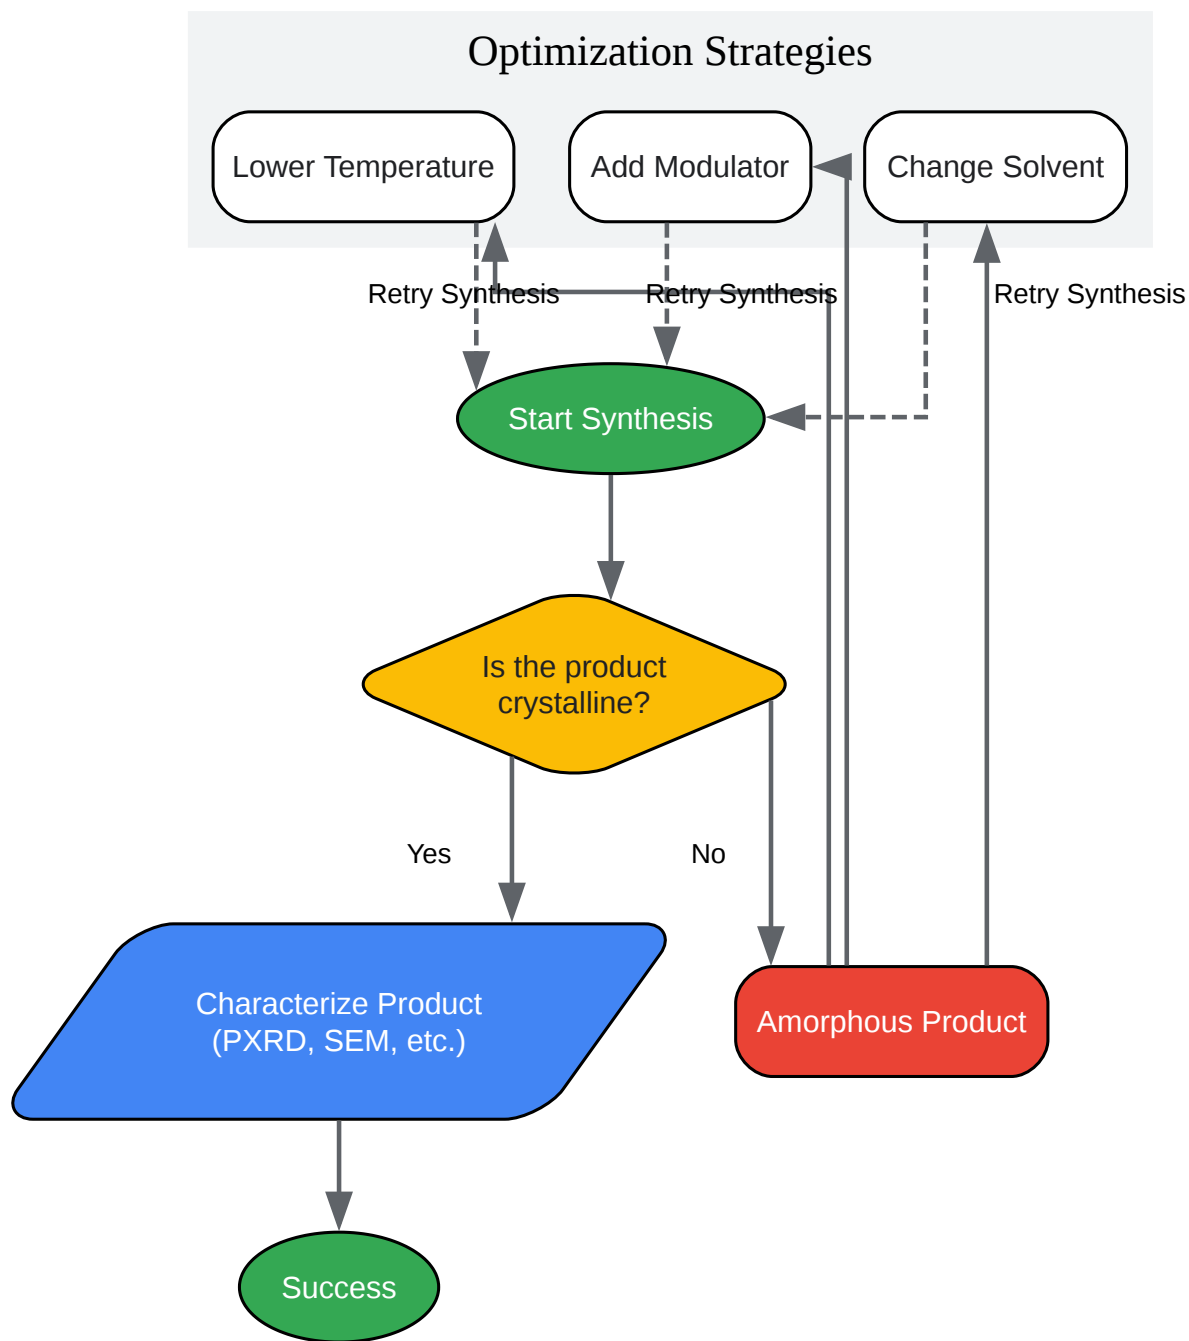 Optimization Strategies
Lower Temperature
Add Modulator
Change Solvent
Retry Synthesis
Retry Synthesis
Retry Synthesis
Start Synthesis
Is the product
crystalline?
Yes
No
Characterize Product
(PXRD, SEM, etc.)
Amorphous Product
Success